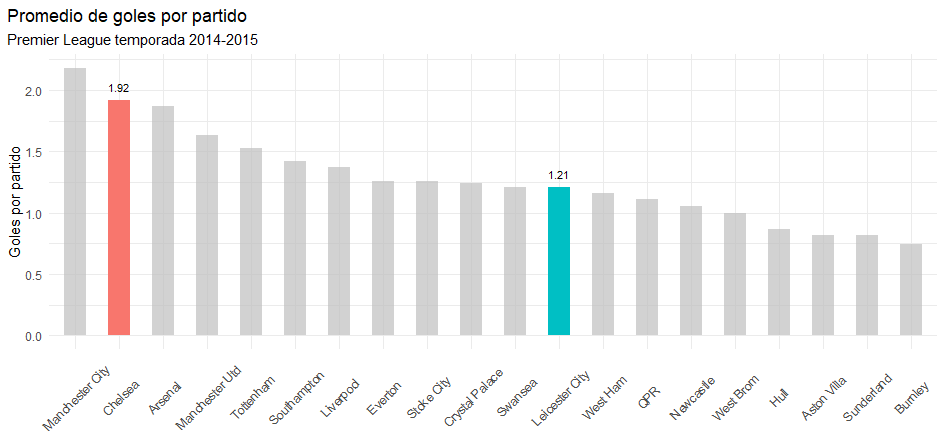 Promedio de goles por partido
Premier League temporada 2014-2015
Goles por partido
2.0
1.5
1.0
0.5
0.0
1.92
1.21
Manchester City
Chelsea
Arsenal
Manchester Utd
Tottenham
Southampton
Liverpool
Everton
Stoke City
Crystal Palace
Swansea
Leicester City
West Ham
QPR
Newcastle
West Brom
Hull
Aston Villa
Sunderland
Burnley